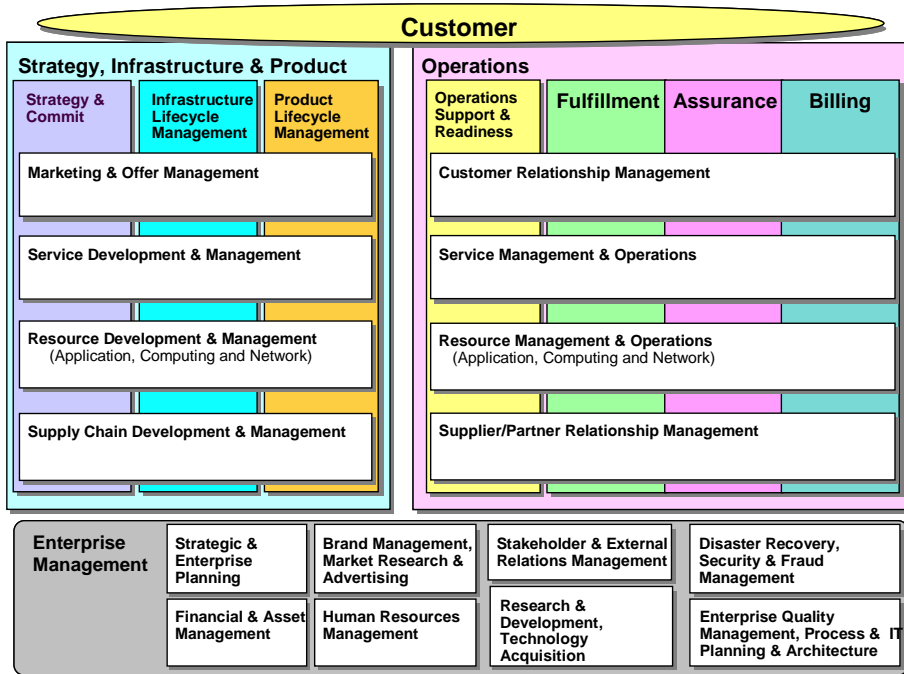 Customer
Strategy, Infrastructure & Product
Strategy &
Commit
Infrastructure
Lifecycle
Management
Product
Lifecycle
Management
Marketing & Offer Management
Service Development & Management
Resource Development & Management
(Application, Computing and Network)
Supply Chain Development & Management
Operations
Operations
Support &
Readiness
Fulfillment
Assurance
Billing
Customer Relationship Management
Service Management & Operations
Resource Management & Operations
(Application, Computing and Network)
Supplier/Partner Relationship Management
Enterprise
Management
Strategic &
Enterprise
Planning
Brand Management,
Market Research &
Advertising
Stakeholder & External
Relations Management
Disaster Recovery,
Security & Fraud
Management
Financial & Asset
Management
Human Resources
Management
Research &
Development,
Technology
Acquisition
Enterprise Quality
Management, Process & IT
Planning & Architecture